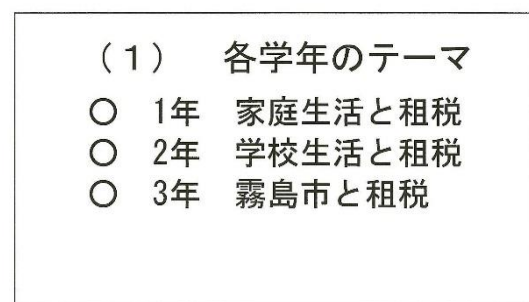 (1) 各学年のテーマ
○ 1年 家庭生活と租税
○ 2年 学校生活と租税
○ 3年 霧島市と租税